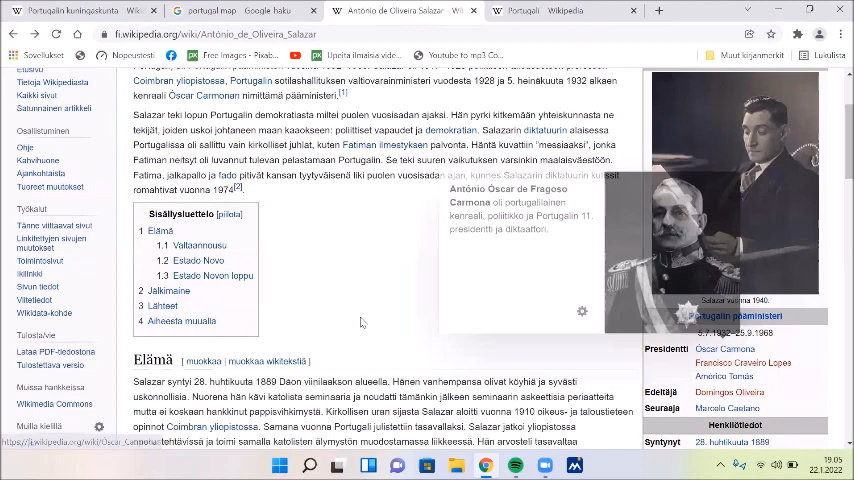 Portugalin kuningaskunta – Wiki
portugal map - Google-haku
António de Oliveira Salazar – Wi
Portugali – Wikipedia
fi.wikipedia.org/wiki/António_de_Oliveira_Salazar
Sovellukset
Nopeustesti
Free Images - Pixab...
Upeita ilmaisia video...
Youtube to mp3 Co...
Muut kirjanmerkit
Lukulista
Etusivu
Tietoja Wikipediasta
Kaikki sivut
Satunnainen artikkeli
Osallistuminen
Ohje
Kahvihuone
Ajankohtaista
Tuoreet muutokset
Työkalut
Tänne viittaavat sivut
Linkitettyjen sivujen
muutokset
Toimintosivut
Ikilinkki
Sivun tiedot
Viitetiedot
Wikidata-kohde
Tulosta/vie
Lataa PDF-tiedostona
Tulostettava versio
Muissa hankkeissa
Wikimedia Commons
Muilla kielillä
https://fi.wikipedia.org/wiki/Óscar_Carmona
Coimbran yliopistossa, Portugalin sotilashallituksen valtiovarainministeri vuodesta 1928 ja 5. heinäkuuta 1932 alkaen
kenraali Óscar Carmonan nimittämä pääministeri.[1]
Salazar teki lopun Portugalin demokratiasta miltei puolen vuosisadan ajaksi. Hän pyrki kitkemään yhteiskunnasta ne
tekijät, joiden uskoi johtaneen maan kaaokseen: poliittiset vapaudet ja demokratian. Salazarin diktatuurin alaisessa
Portugalissa oli sallittu vain kirkolliset juhlat, kuten Fatiman ilmestyksen palvonta. Häntä kuvattiin "messiaaksi", jonka
Fatiman neitsyt oli luvannut tulevan pelastamaan Portugalin. Se teki suuren vaikutuksen varsinkin maalaisväestöön.
Fatima, jalkapallo ja fado pitivät kansan tyytyväisenä liki puolen vuosisadan ajan, kunnes Salazarin diktatuurin kulissit
romahtivat vuonna 1974[2].
Sisällysluettelo [piilota]
1 Elämä
1.1 Valtaannousu
1.2 Estado Novo
1.3 Estado Novon loppu
2 Jälkimaine
3 Lähteet
4 Aiheesta muualla
António Óscar de Fragoso
Carmona oli portugalilainen
kenraali, poliitikko ja Portugalin 11.
presidentti ja diktaattori.
Elämä [ muokkaa | muokkaa wikitekstiä ]
Salazar syntyi 28. huhtikuuta 1889 Dãon viinilaakson alueella. Hänen vanhempansa olivat köyhiä ja syvästi
uskonnollisia. Nuorena hän kävi katolista seminaaria ja noudatti tämänkin jälkeen seminaarin askeettisia periaatteita
mutta ei koskaan hankkinut pappisvihkimystä. Kirkollisen uran sijasta Salazar aloitti vuonna 1910 oikeus- ja taloustieteen
opinnot Coimbran yliopistossa. Samana vuonna Portugali julistettiin tasavallaksi. Salazar jatkoi yliopistossa
työskentelyä ja toimi samalla katolisten älymystön muodostamassa liikkeessä. Hän arvosteli tasavaltaa
Salazar vuonna 1940.
Portugalin pääministeri
5.7.1932–25.9.1968
Presidentti Óscar Carmona
Francisco Craveiro Lopes
Américo Tomás
Edeltäjä Domingos Oliveira
Seuraaja Marcelo Caetano
Henkilötiedot
Syntynyt 28. huhtikuuta 1889
19.05
22.1.2022